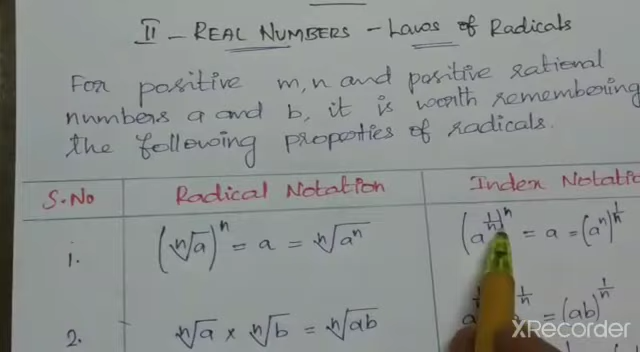 II - REAL NUMBERS - Laws of Radicals
For positive m, n and positive rational
numbers a and b, it is worth remembering
the following properties of radicals.
S.No Radical Notation Index Notatio
1. (ⁿ√a)ⁿ = a = ⁿ√aⁿ (a^(1/n))ⁿ = a = (aⁿ)^(1/n)
2. ⁿ√a × ⁿ√b = ⁿ√ab = (ab)^(1/n)
XRecorder